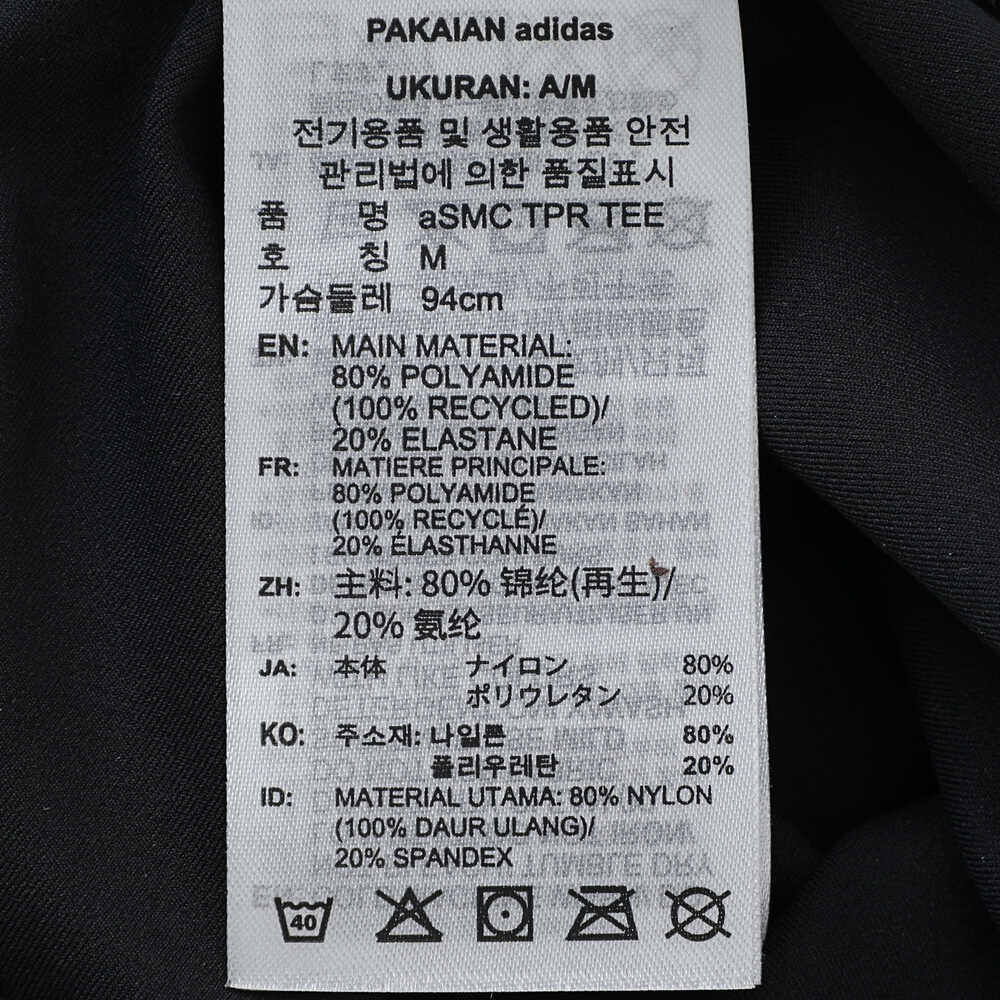 PAKAIAN adidas
UKURAN: A/M
전기용품 및 생활용품 안전
관리법에 의한 품질표시
품 명 aSMC TPR TEE
호 칭 M
가슴둘레 94cm
EN: MAIN MATERIAL:
80% POLYAMIDE
(100% RECYCLED)/
20% ELASTANE
FR: MATIERE PRINCIPALE:
80% POLYAMIDE
(100% RECYCLÉ)/
20% ÉLASTHANNE
ZH: 主料: 80% 锦纶(再生)/
20% 氨纶
JA: 本体 ナイロン 80%
ポリウレタン 20%
KO: 주소재: 나일론 80%
폴리우레탄 20%
ID: MATERIAL UTAMA: 80% NYLON
(100% DAUR ULANG)/
20% SPANDEX
40